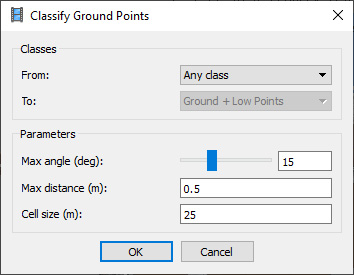 Classify Ground Points
Classes
From: Any class
To: Ground + Low Points
Parameters
Max angle (deg): 15
Max distance (m): 0.5
Cell size (m): 25
OK Cancel